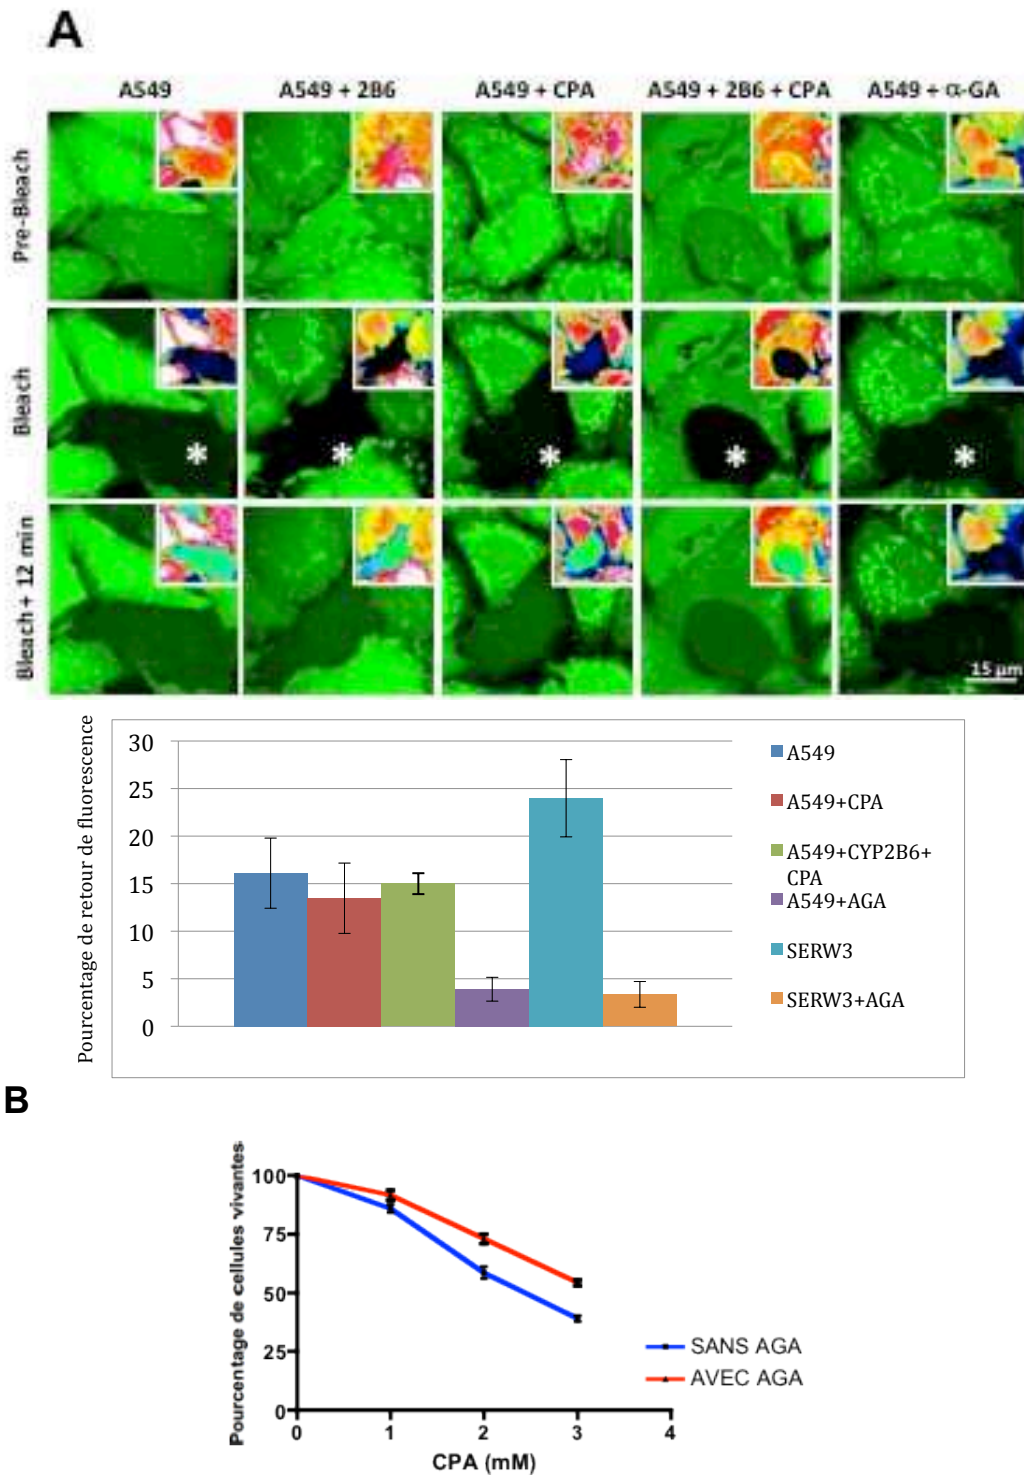 A
A549
A549 + 2B6
A549 + CPA
A549 + 2B6 + CPA
A549 + α-GA
Pre-Bleach
Bleach
*
*
*
*
*
Bleach + 12 min
15 µm
Pourcentage de retour de fluorescence
30
25
20
15
10
5
0
A549
A549+CPA
A549+CYP2B6+
CPA
A549+AGA
SERW3
SERW3+AGA
B
Pourcentage de cellules vivantes
100
75
50
25
0
0
1
2
3
4
CPA (mM)
SANS AGA
AVEC AGA